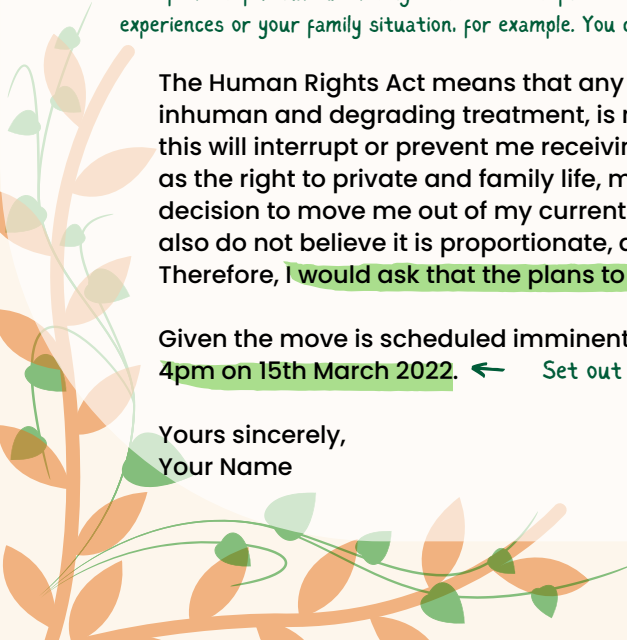 experiences or your family situation, for example. You
The Human Rights Act means that any
inhuman and degrading treatment, is
this will interrupt or prevent me
as the right to private and family life,
decision to move me out of my current
also do not believe it is proportionate,
Therefore, I would ask that the plans to
Given the move is scheduled
4pm on 15th March 2022. Set out
Yours sincerely,
Your Name